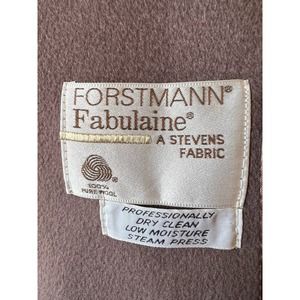 FORSTMANN®
Fabulaine®
A STEVENS
FABRIC
100%
PURE WOOL
PROFESSIONALLY
DRY CLEAN
LOW MOISTURE
STEAM PRESS